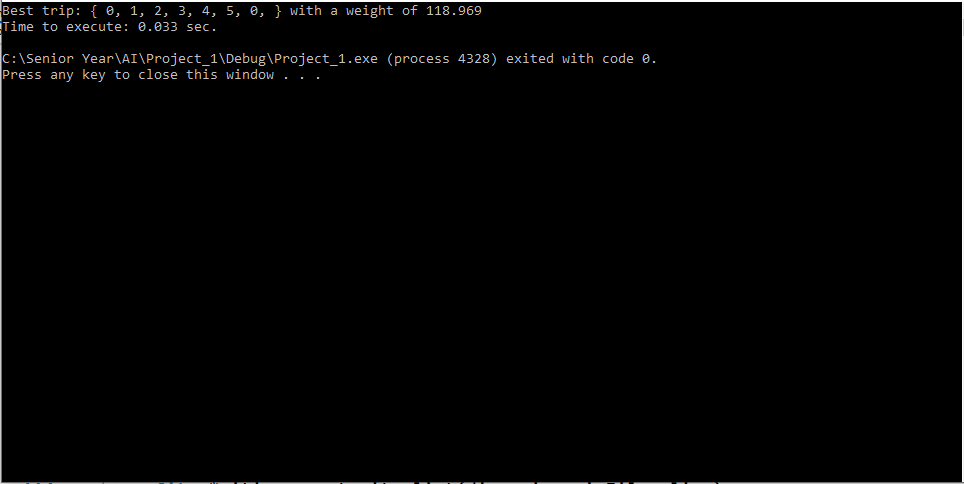 Best trip: { 0, 1, 2, 3, 4, 5, 0, } with a weight of 118.969
Time to execute: 0.033 sec.
C:\Senior Year\AI\Project_1\Debug\Project_1.exe (process 4328) exited with code 0.
Press any key to close this window . . .